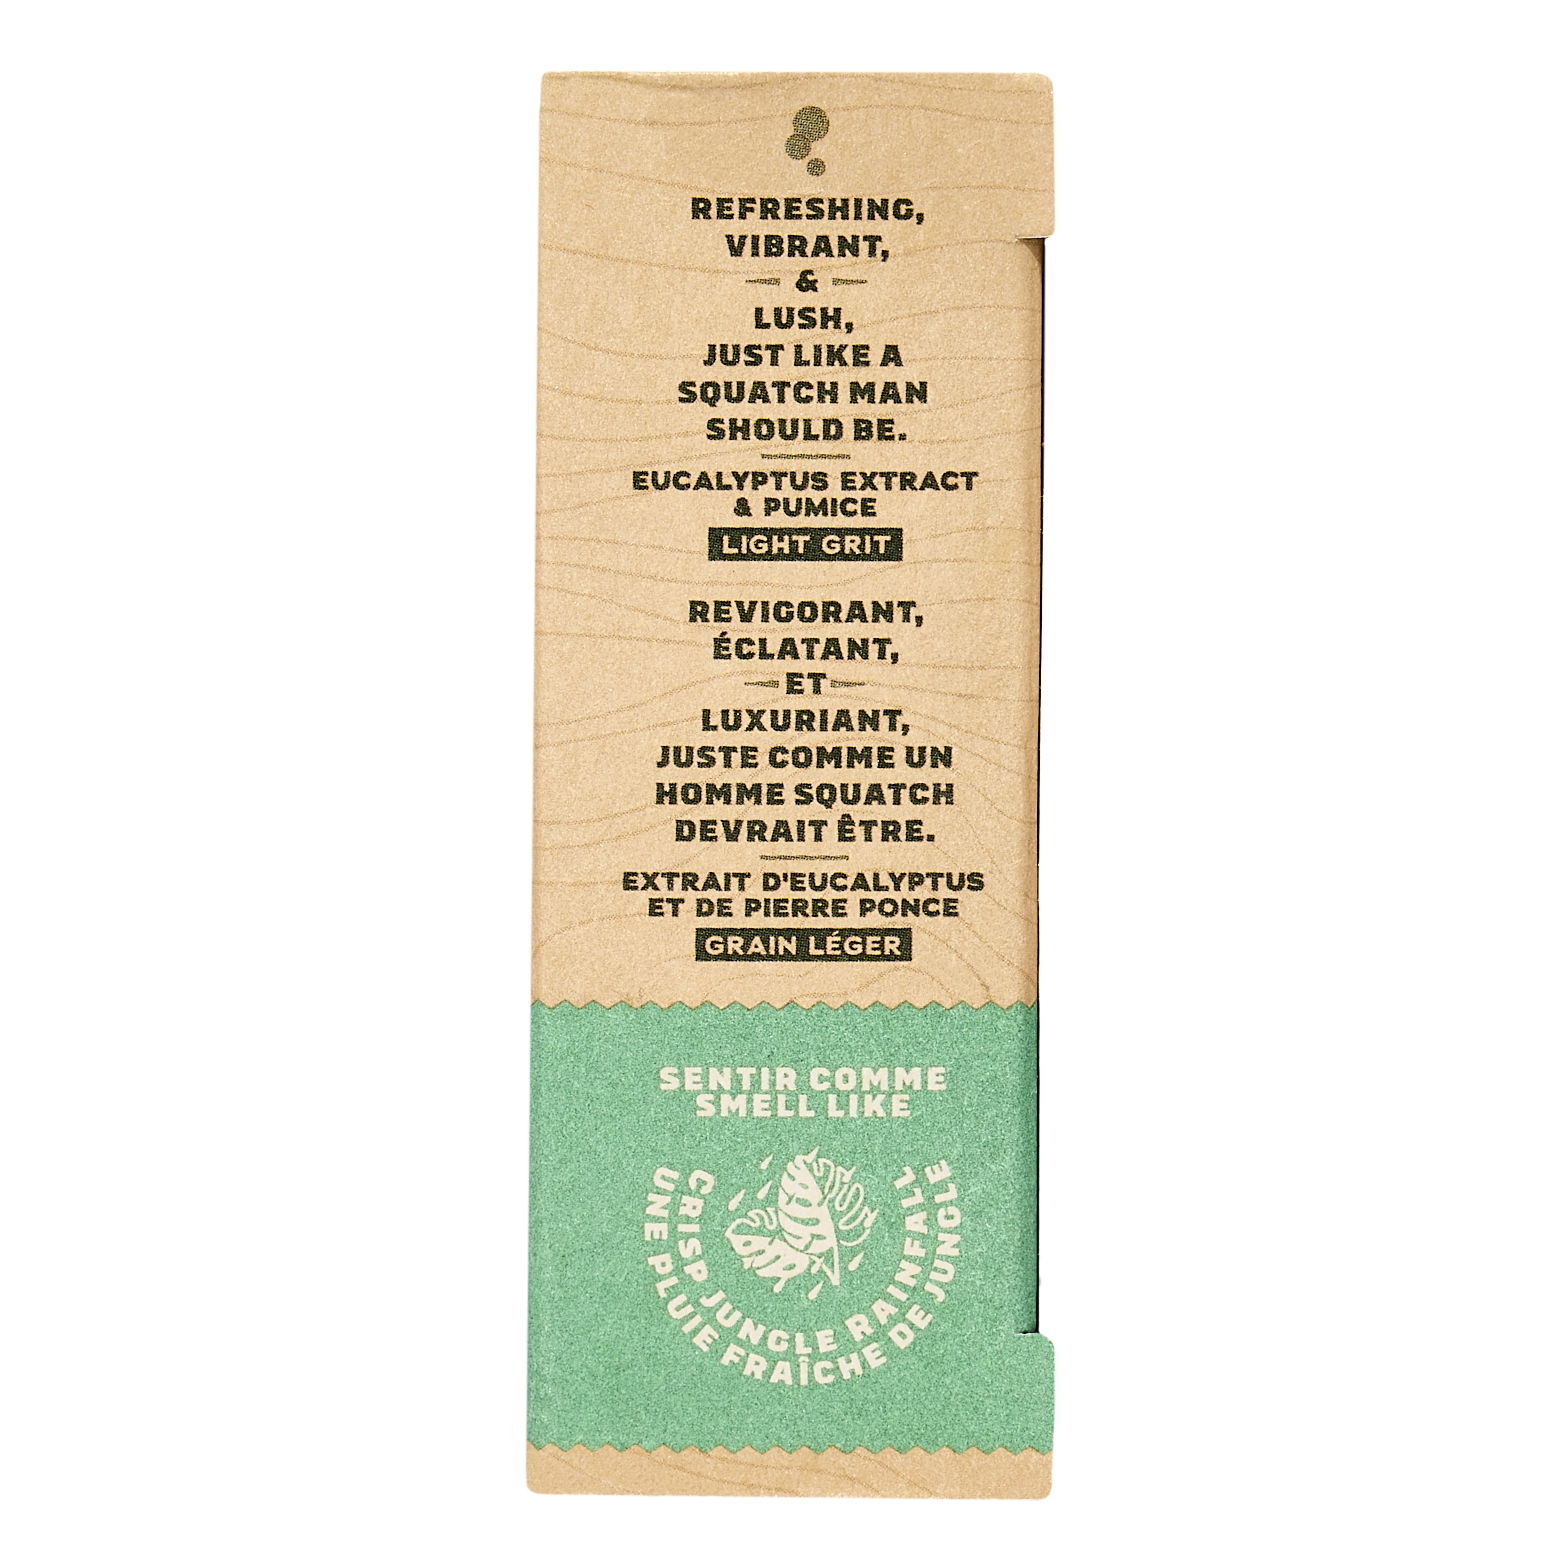 REFRESHING,
VIBRANT,
&
LUSH,
JUST LIKE A
SQUATCH MAN
SHOULD BE.
EUCALYPTUS EXTRACT
& PUMICE
LIGHT GRIT
REVIGORANT,
ÉCLATANT,
ET
LUXURIANT,
JUSTE COMME UN
HOMME SQUATCH
DEVRAIT ÊTRE.
EXTRAIT D'EUCALYPTUS
ET DE PIERRE PONCE
GRAIN LÉGER
SENTIR COMME
SMELL LIKE
CRISP JUNGLE RAINFALL
UNE PLUIE FRAÎCHE DE JUNGLE